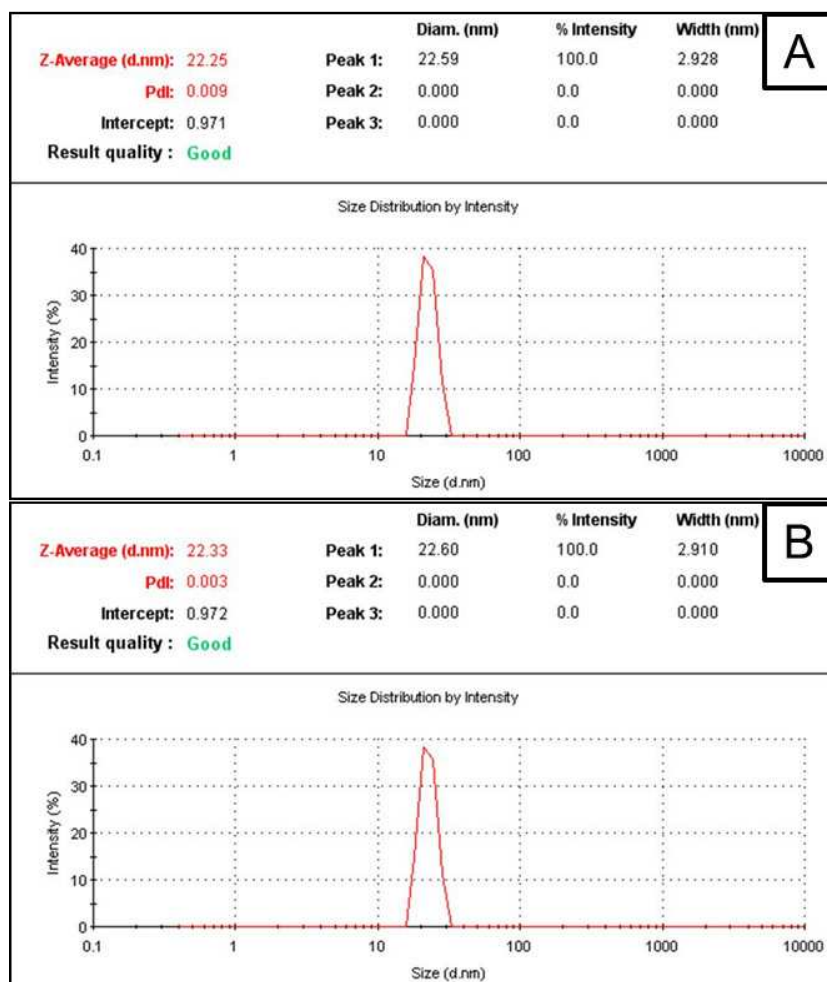 Diam. (nm) % Intensity Width (nm) A
Z-Average (d.nm): 22.25 Peak 1: 22.59 100.0 2.928
PdI: 0.009 Peak 2: 0.000 0.0 0.000
Intercept: 0.971 Peak 3: 0.000 0.0 0.000
Result quality : Good
Size Distribution by Intensity
40
30
20
10
0
Intensity (%)
0.1 1 10 100 1000 10000
Size (d.nm)
Diam. (nm) % Intensity Width (nm) B
Z-Average (d.nm): 22.33 Peak 1: 22.60 100.0 2.910
PdI: 0.003 Peak 2: 0.000 0.0 0.000
Intercept: 0.972 Peak 3: 0.000 0.0 0.000
Result quality : Good
Size Distribution by Intensity
40
30
20
10
0
Intensity (%)
0.1 1 10 100 1000 10000
Size (d.nm)